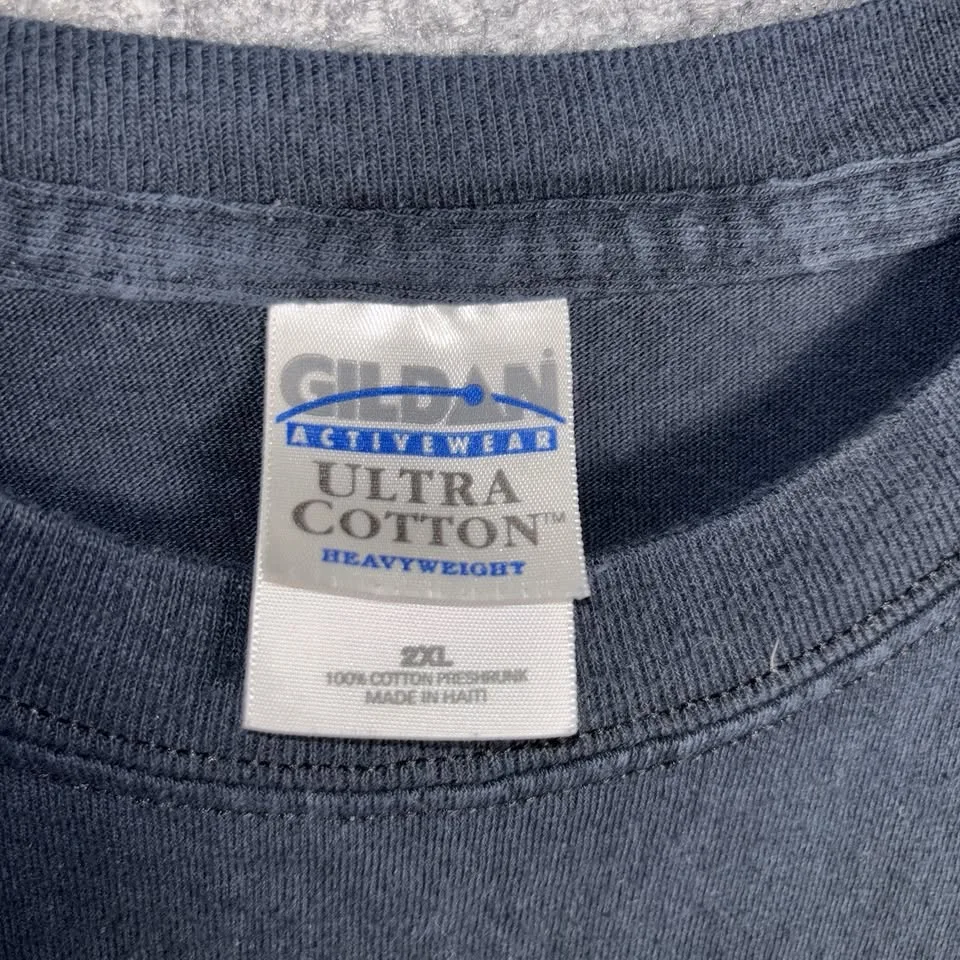 GILDAN
ACTIVEWEAR
ULTRA
COTTON™
HEAVYWEIGHT
2XL
100% COTTON PRESHRUNK
MADE IN HAITI